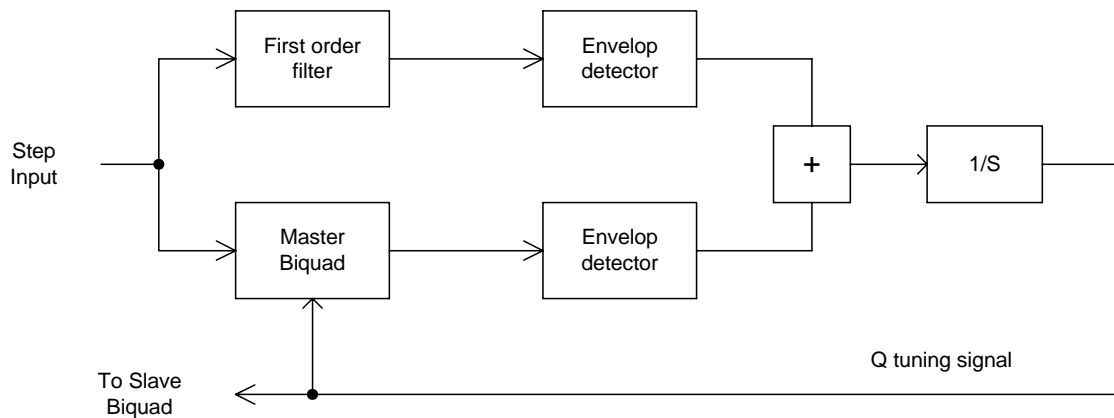 First order
filter
Envelop
detector
Step
Input
+
1/S
Master
Biquad
Envelop
detector
Q tuning signal
To Slave
Biquad